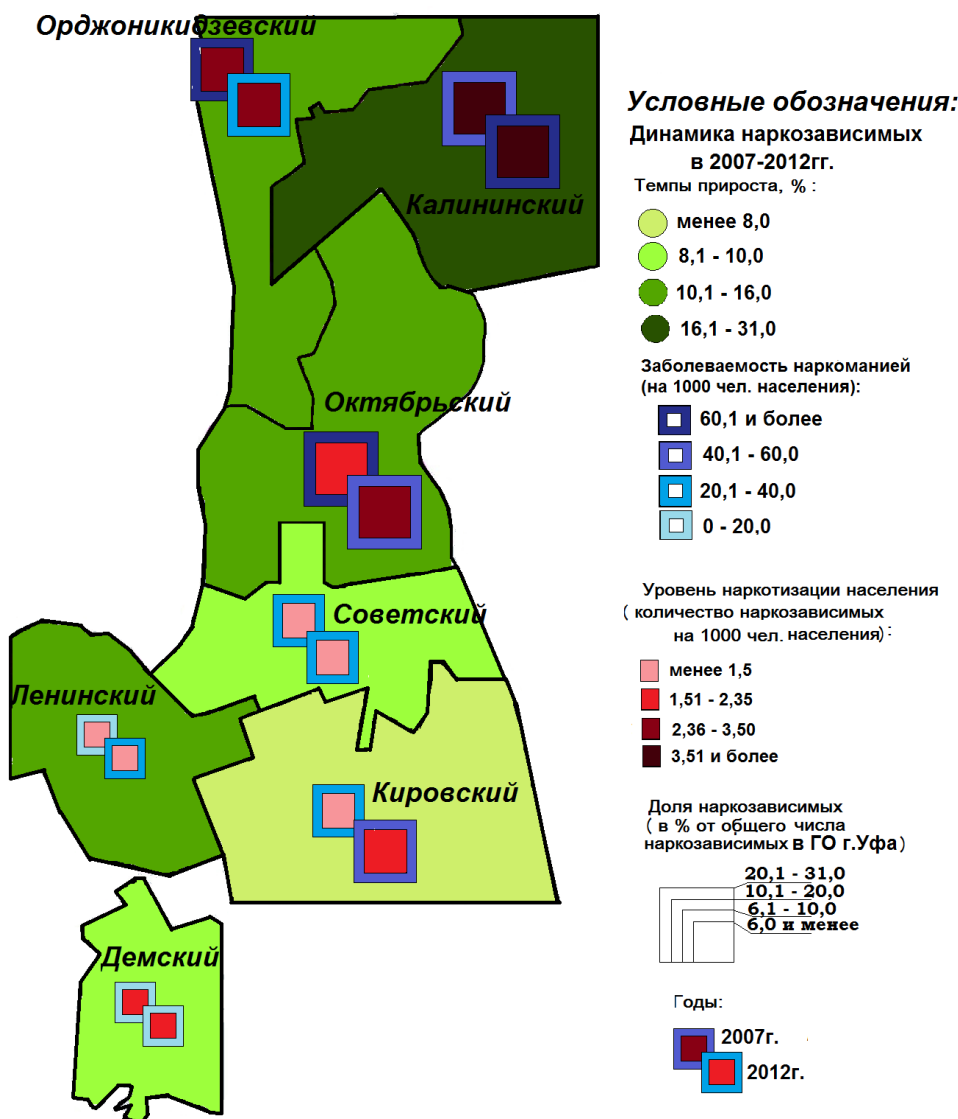 Орджоникидзевский
Калининский
Октябрьский
Советский
Ленинский
Кировский
Демский
Условные обозначения:
Динамика наркозависимых
в 2007-2012гг.
Темпы прироста, % :
менее 8,0
8,1 - 10,0
10,1 - 16,0
16,1 - 31,0
Заболеваемость наркоманией
(на 1000 чел. населения):
60,1 и более
40,1 - 60,0
20,1 - 40,0
0 - 20,0
Уровень наркотизации населения
( количество наркозависимых
на 1000 чел. населения) :
менее 1,5
1,51 - 2,35
2,36 - 3,50
3,51 и более
Доля наркозависимых
( в % от общего числа
наркозависимых в ГО г.Уфа)
20,1 - 31,0
10,1 - 20,0
6,1 - 10,0
6,0 и менее
Годы:
2007г.
2012г.